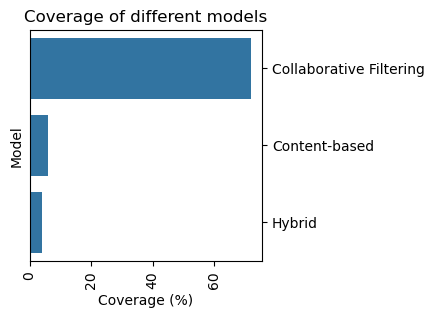 Coverage of different models
Collaborative Filtering
Content-based
Hybrid
Model
0
20
40
60
Coverage (%)